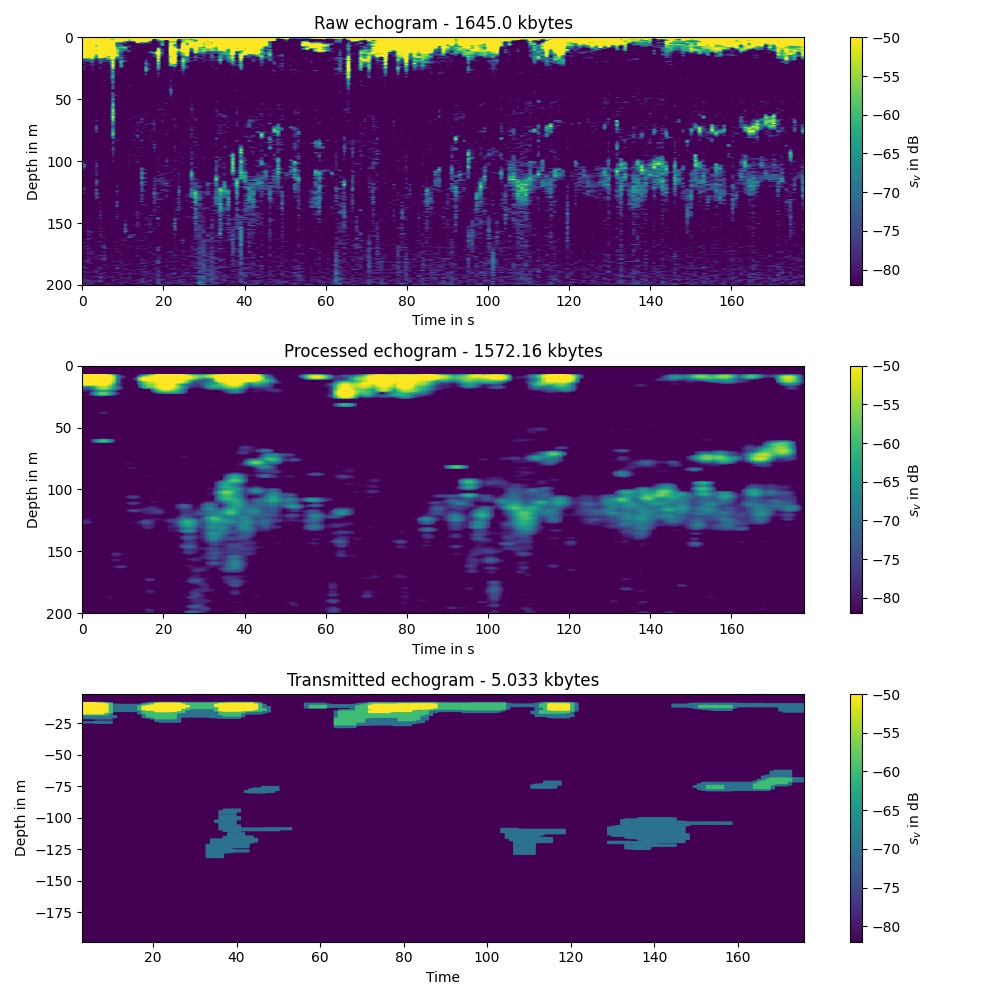 Raw echogram - 1645.0 kbytes
0
50
100
150
200
Depth in m
0 20 40 60 80 100 120 140 160
Time in s
−50
−55
−60
−65
−70
−75
−80
sv in dB
Processed echogram - 1572.16 kbytes
0
50
100
150
200
Depth in m
0 20 40 60 80 100 120 140 160
Time in s
−50
−55
−60
−65
−70
−75
−80
sv in dB
Transmitted echogram - 5.033 kbytes
−25
−50
−75
−100
−125
−150
−175
Depth in m
20 40 60 80 100 120 140 160
Time
−50
−55
−60
−65
−70
−75
−80
sv in dB